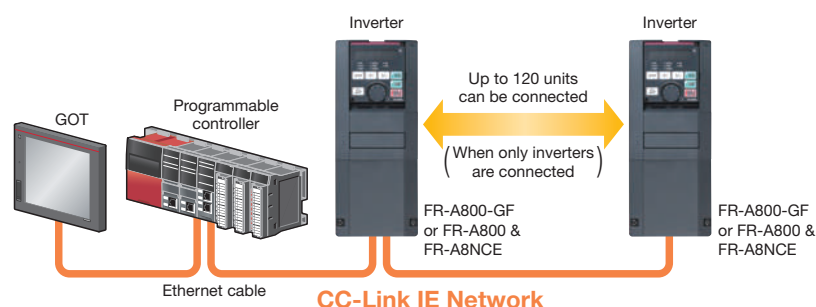 Inverter
Inverter
Up to 120 units
can be connected
GOT
Programmable
controller
(When only inverters
are connected)
FR-A800-GF
or FR-A800 &
FR-A8NCE
FR-A800-GF
or FR-A800 &
FR-A8NCE
Ethernet cable
CC-Link IE Network